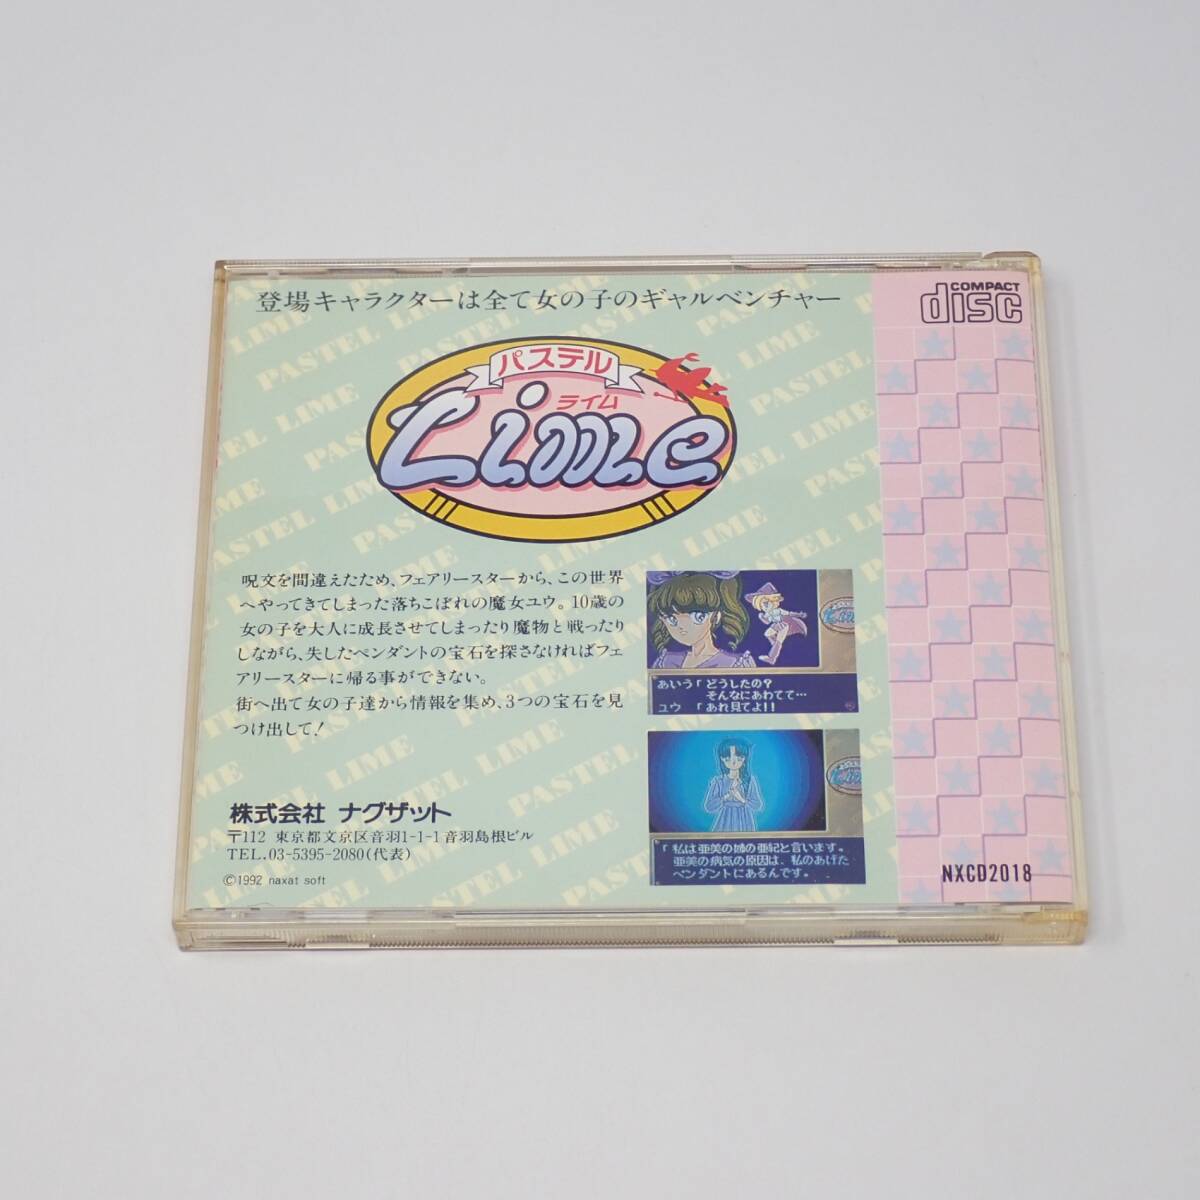 登場キャラクターは全て女の子のギャルベンチャー
COMPACT
disc
パステル
ライム
Lime
呪文を間違えたため、フェアリースターから、この世界
へやってきてしまった落ちこぼれの魔女ユウ。10歳の
女の子を大人に成長させてしまったり魔物と戦ったり
しながら、失したペンダントの宝石を探さなければフェ
アリースターに帰る事ができない。
街へ出て女の子達から情報を集め、3つの宝石を見
つけ出して!
あいう「どうしたの?
そんなにあわてて…
ユウ「あれ見てよ!!
「私は亜美の姉の亜紀と言います。
亜美の病気の原因は、私のあげた
ペンダントにあるんです。
株式会社 ナグザット
〒112 東京都文京区音羽1-1-1音羽島根ビル
TEL.03-5395-2080(代表)
©1992 naxat soft
NXCD2018
PASTEL LIME